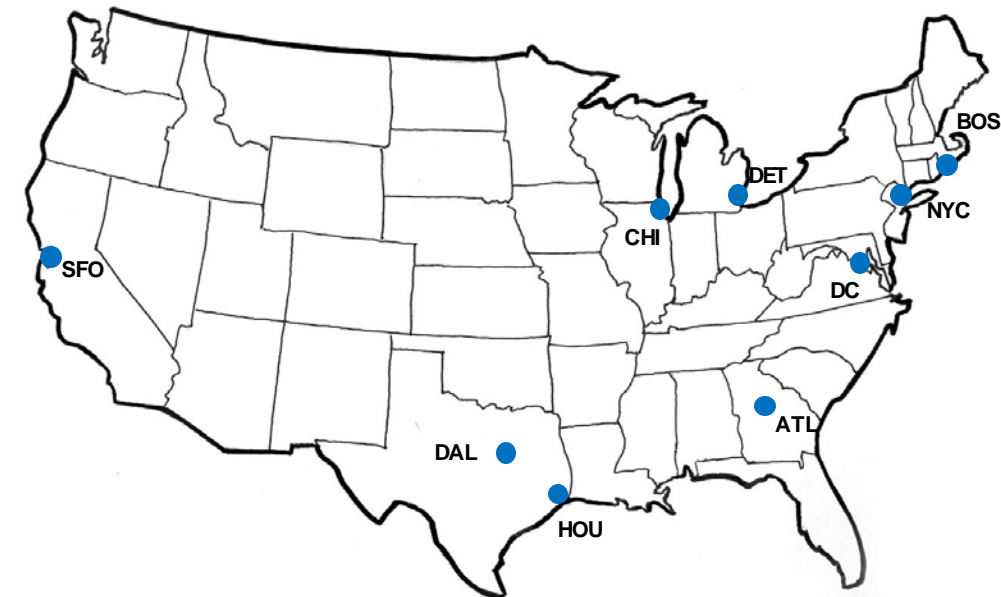 BOS
DET
NYC
CHI
SFO
DC
ATL
DAL
HOU